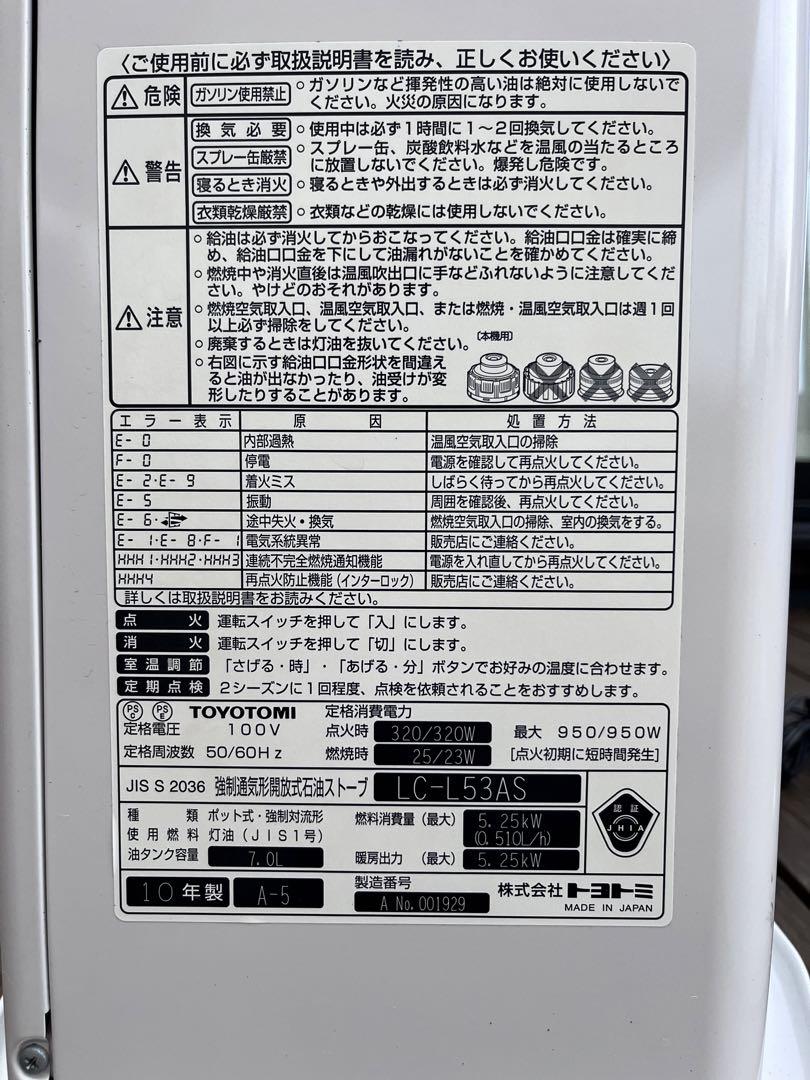 〈ご使用前に必ず取扱説明書を読み、正しくお使いください〉
危険 ガソリン使用禁止 ○ガソリンなど揮発性の高い油は絶対に使用しないで
ください。火災の原因になります。
警告 換気必要 ○使用中は必ず1時間に1〜2回換気してください。
スプレー缶厳禁 ○スプレー缶、炭酸飲料水などを温風の当たるところ
に放置しないでください。爆発し危険です。
寝るとき消火 ○寝るときや外出するときは必ず消火してください。
衣類乾燥厳禁 ○衣類などの乾燥には使用しないでください。
注意 ○給油は必ず消火してからおこなってください。給油口口金は確実に締
め、給油口口金を下にして油漏れがないことを確かめてください。
○燃焼中や消火直後は温風吹出口に手などふれないように注意してくだ
さい。やけどのおそれがあります。
○燃焼空気取入口、温風空気取入口、または燃焼・温風空気取入口は週1回
以上必ず掃除をしてください。
○廃棄するときは灯油を抜いてください。
〔本機用〕
○右図に示す給油口口金形状を間違え
ると油が出なかったり、油受けが変
形したりすることがあります。
エラー表示 原因 処置方法
E-0 内部過熱 温風空気取入口の掃除
F-0 停電 電源を確認して再点火してください。
E-2・E-9 着火ミス しばらく待ってから再点火してください。
E-5 振動 周囲を確認後、再点火してください。
E-6・ 途中失火・換気 燃焼空気取入口の掃除、室内の換気をする。
E-1・E-8・F-1 電気系統異常 販売店にご連絡ください。
HHH1・HHH2・HHH3 連続不完全燃焼通知機能 電源を入れ直してから再点火してください。
HHH4 再点火防止機能(インターロック) 販売店にご連絡ください。
詳しくは取扱説明書をお読みください。
点火 運転スイッチを押して「入」にします。
消火 運転スイッチを押して「切」にします。
室温調節 「さげる・時」・「あげる・分」ボタンでお好みの温度に合わせます。
定期点検 2シーズンに1回程度、点検を依頼されることをおすすめします。
PS C PS E TOYOTOMI 定格消費電力
定格電圧 100V 点火時 320/320W 最大 950/950W
定格周波数 50/60Hz 燃焼時 25/23W [点火初期に短時間発生]
JIS S 2036 強制通気形開放式石油ストーブ LC-L53AS
種類 ポット式・強制対流形 燃料消費量(最大) 5.25kW
使用燃料 灯油(JIS1号) (0.510L/h)
油タンク容量 7.0L 暖房出力(最大) 5.25kW
認証 JHIA
10年製 A-5 製造番号 A No.001929
株式会社トヨトミ
MADE IN JAPAN